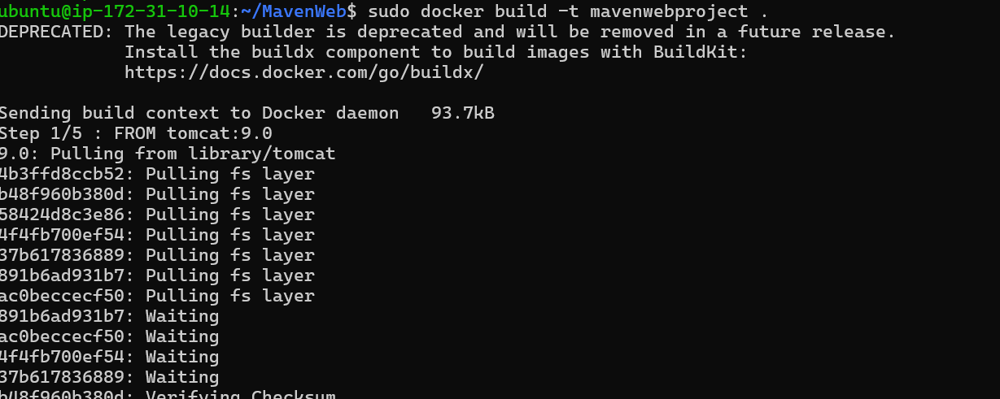 ubuntu@ip-172-31-10-14:~/MavenWeb$ sudo docker build -t mavenwebproject .
DEPRECATED: The legacy builder is deprecated and will be removed in a future release.
Install the buildx component to build images with BuildKit:
https://docs.docker.com/go/buildx/
Sending build context to Docker daemon   93.7kB
Step 1/5 : FROM tomcat:9.0
9.0: Pulling from library/tomcat
4b3ffd8ccb52: Pulling fs layer
b48f960b380d: Pulling fs layer
58424d8c3e86: Pulling fs layer
4f4fb700ef54: Pulling fs layer
37b617836889: Pulling fs layer
891b6ad931b7: Pulling fs layer
ac0beccecf50: Pulling fs layer
891b6ad931b7: Waiting
ac0beccecf50: Waiting
4f4fb700ef54: Waiting
37b617836889: Waiting
b48f960b380d: Verifying Checksum